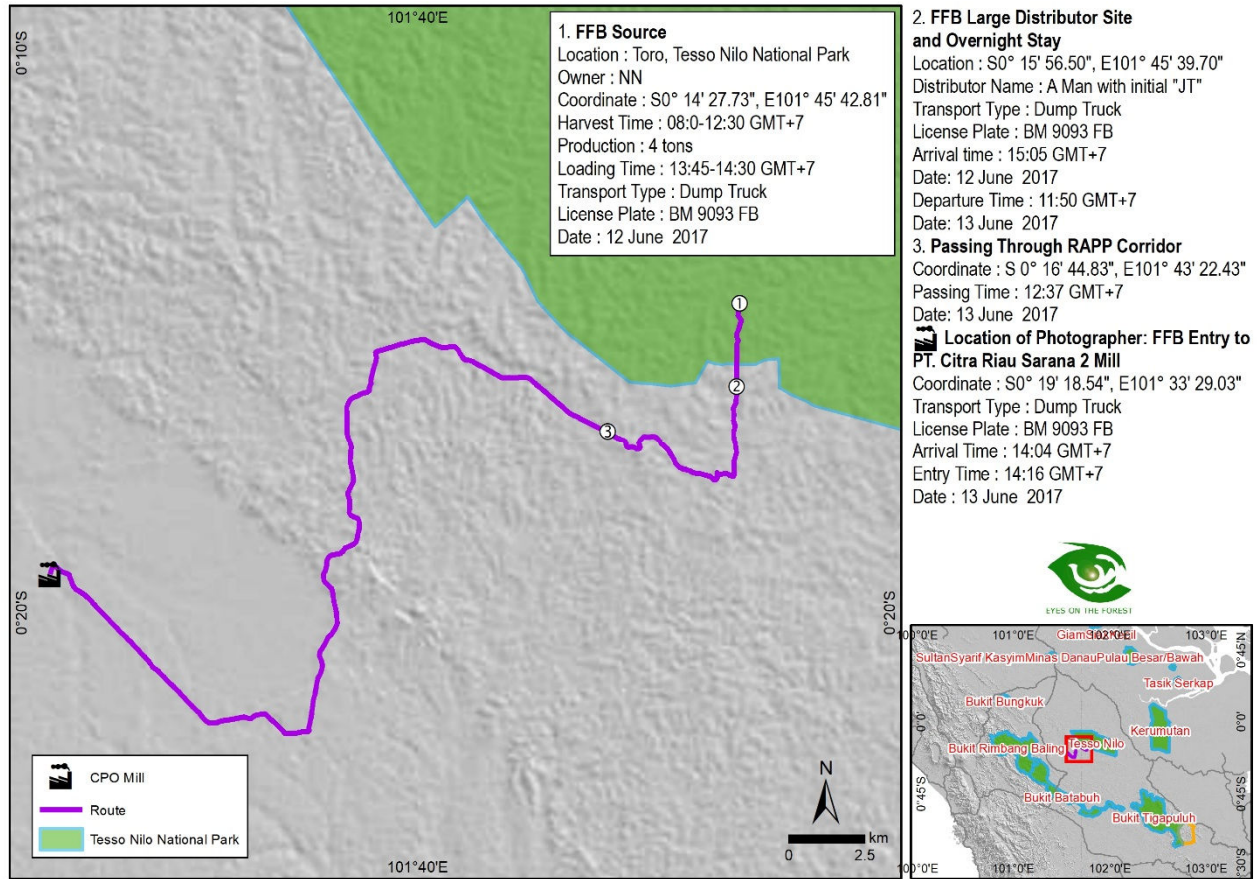 101°40'E
0°10'S
1. FFB Source
Location : Toro, Tesso Nilo National Park
Owner : NN
Coordinate : S0° 14' 27.73", E101° 45' 42.81"
Harvest Time : 08:0-12:30 GMT+7
Production : 4 tons
Loading Time : 13:45-14:30 GMT+7
Transport Type : Dump Truck
License Plate : BM 9093 FB
Date : 12 June 2017
1
2
3
0°20'S
0°20'S
CPO Mill
Route
Tesso Nilo National Park
N
km
0 2.5
101°40'E
2. FFB Large Distributor Site
and Overnight Stay
Location : S0° 15' 56.50", E101° 45' 39.70"
Distributor Name : A Man with initial "JT"
Transport Type : Dump Truck
License Plate : BM 9093 FB
Arrival time : 15:05 GMT+7
Date: 12 June 2017
Departure Time : 11:50 GMT+7
Date: 13 June 2017
3. Passing Through RAPP Corridor
Coordinate : S 0° 16' 44.83", E101° 43' 22.43"
Passing Time : 12:37 GMT+7
Date: 13 June 2017
Location of Photographer: FFB Entry to
PT. Citra Riau Sarana 2 Mill
Coordinate : S0° 19' 18.54", E101° 33' 29.03"
Transport Type : Dump Truck
License Plate : BM 9093 FB
Arrival Time : 14:04 GMT+7
Entry Time : 14:16 GMT+7
Date : 13 June 2017
EYES ON THE FOREST
100°0'E 101°0'E 102°0'E 103°0'E
0°45'N
SultanSyarif KasyimMinas DanauPulau Besar/Bawah
Tasik Serkap
Bukit Bungkuk
0°0'
0°0'
Kerumutan
Bukit Rimbang Baling
Tesso Nilo
0°45'S
0°45'S
Bukit Batabuh
Bukit Tigapuluh
101°0'E 102°0'E 103°0'E